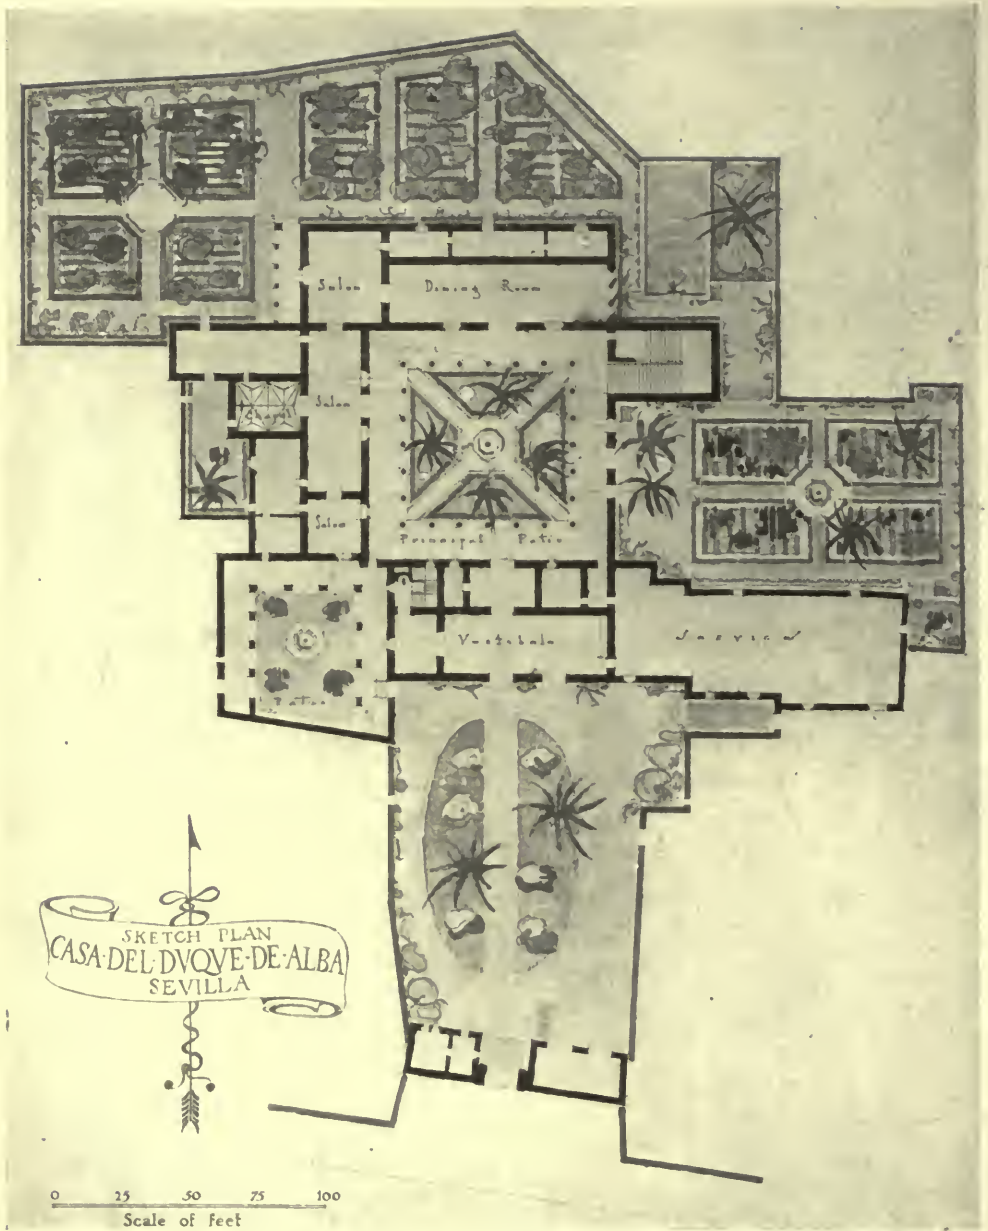 Salon
Dining Room
Chapel
Salon
Salon
Principal Patio
Vestibule
Service
Patio
SKETCH PLAN
CASA·DEL·DVQVE·DE·ALBA
SEVILLA
0 25 50 75 100
Scale of feet